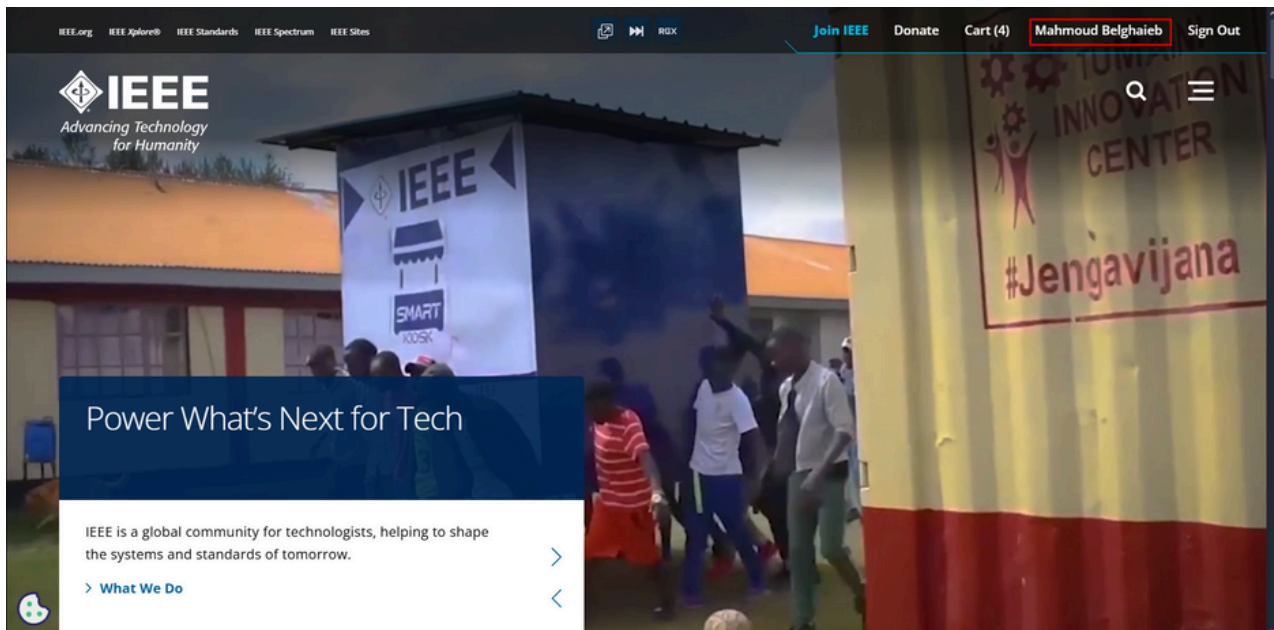 IEEE.org IEEE Xplore® IEEE Standards IEEE Spectrum IEEE Sites RGX Join IEEE Donate Cart (4) Mahmoud Belghaieb Sign Out
IEEE
Advancing Technology
for Humanity
IEEE
SMART
KIOSK
TUMAINI
INNOVATION
CENTER
#Jengavijana
Power What's Next for Tech
IEEE is a global community for technologists, helping to shape
the systems and standards of tomorrow.
What We Do